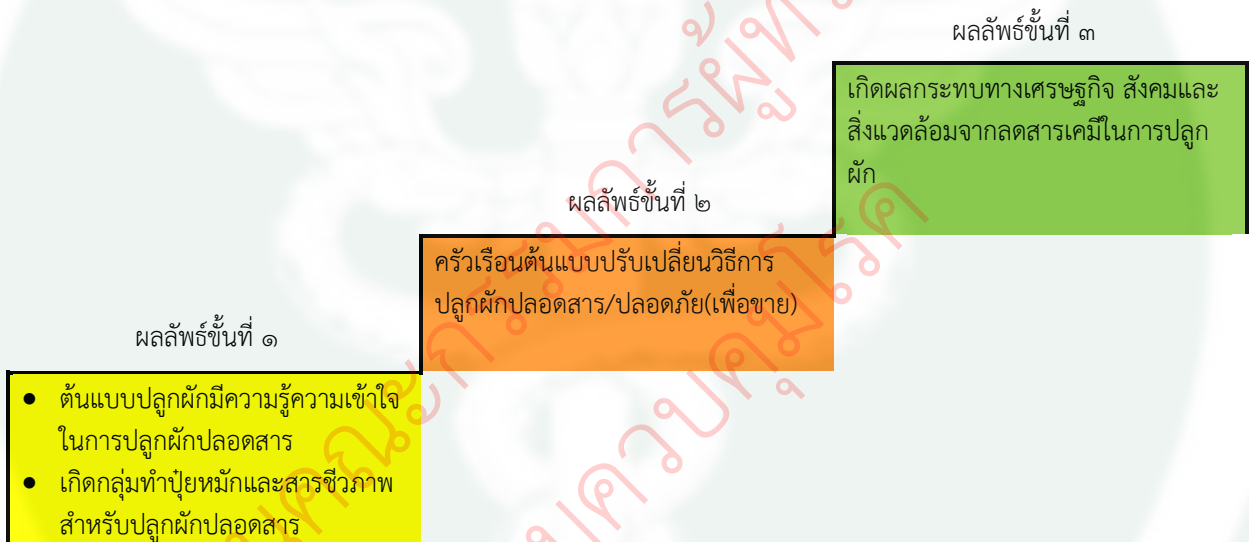 ผลลัพธ์ขั้นที่ ๓
เกิดผลกระทบทางเศรษฐกิจ สังคมและ
สิ่งแวดล้อมจากลดสารเคมีในการปลูก
ผัก
ผลลัพธ์ขั้นที่ ๒
ครัวเรือนต้นแบบปรับเปลี่ยนวิธีการ
ปลูกผักปลอดสาร/ปลอดภัย(เพื่อขาย)
ผลลัพธ์ขั้นที่ ๑
● ต้นแบบปลูกผักมีความรู้ความเข้าใจ
ในการปลูกผักปลอดสาร
● เกิดกลุ่มทำปุ๋ยหมักและสารชีวภาพ
สำหรับปลูกผักปลอดสาร